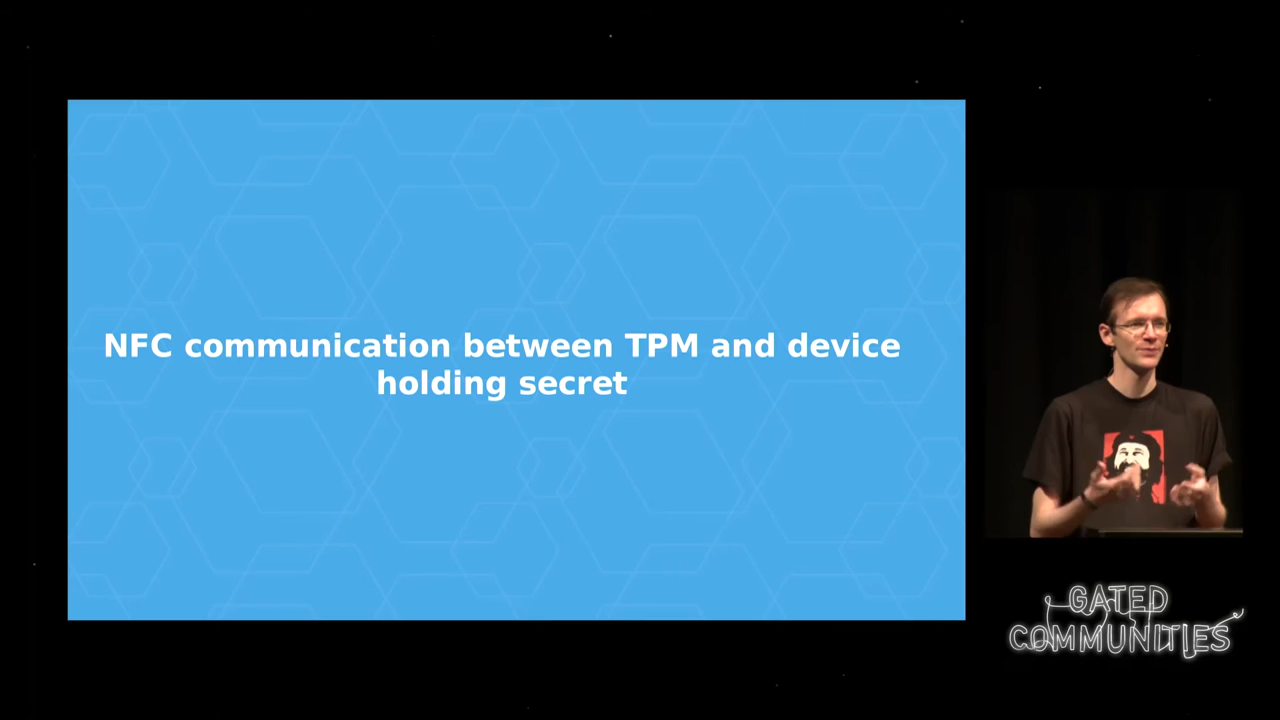 NFC communication between TPM and device
holding secret
GATED
COMMUNITIES